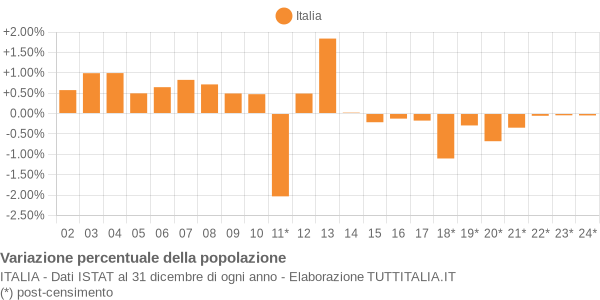 Italia
+2.00%
+1.50%
+1.00%
+0.50%
0.00%
-0.50%
-1.00%
-1.50%
-2.00%
-2.50%
02 03 04 05 06 07 08 09 10 11* 12 13 14 15 16 17 18* 19* 20* 21* 22* 23* 24*
Variazione percentuale della popolazione
ITALIA - Dati ISTAT al 31 dicembre di ogni anno - Elaborazione TUTTITALIA.IT
(*) post-censimento